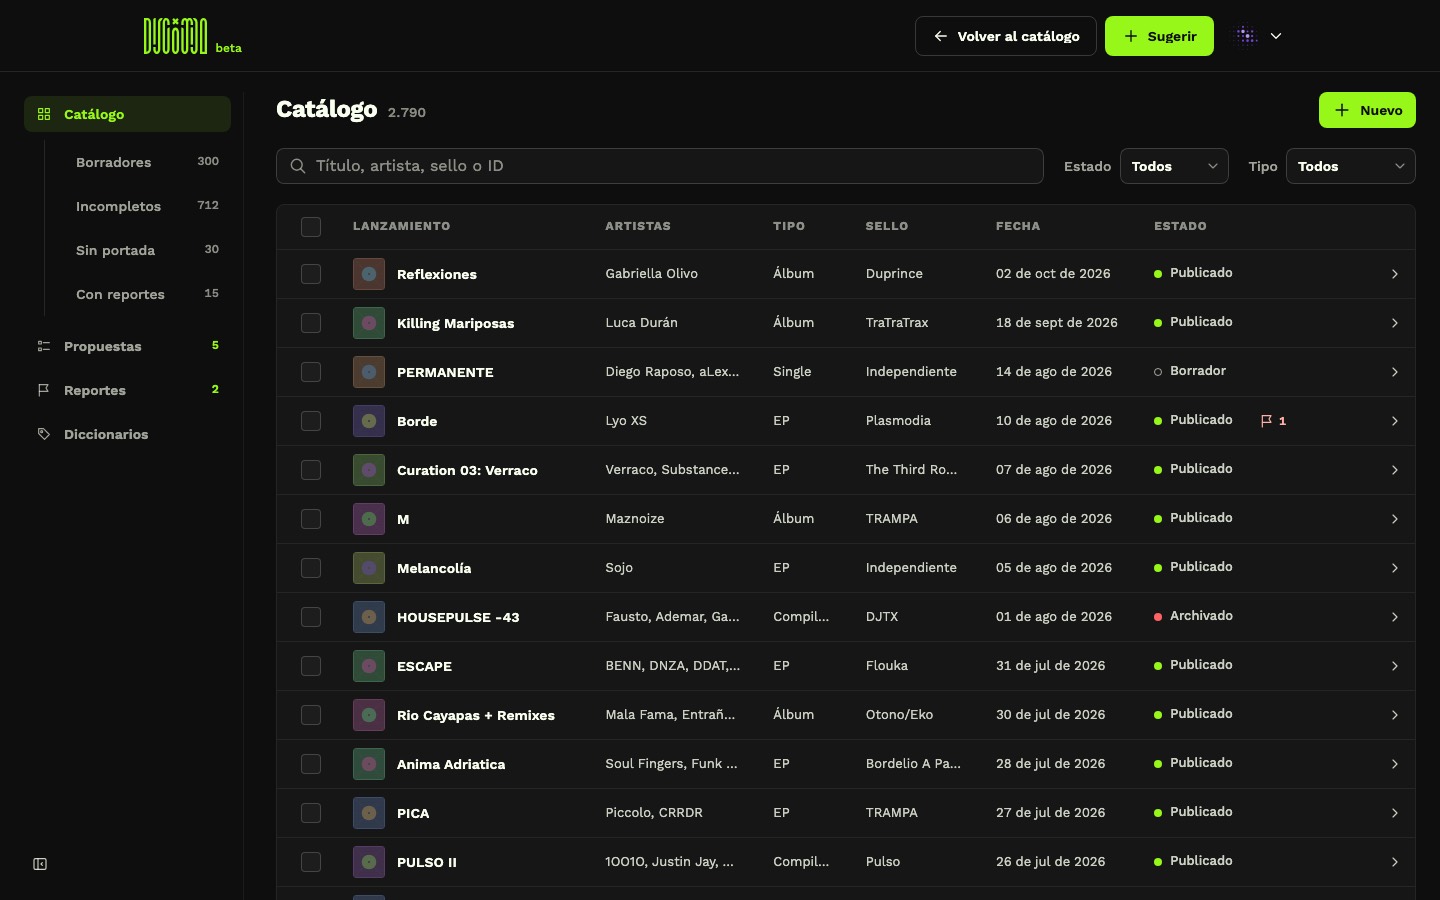 beta
Volver al catálogo
Sugerir
Catálogo
Borradores 300
Incompletos 712
Sin portada 30
Con reportes 15
Propuestas 5
Reportes 2
Diccionarios
Catálogo 2.790
Nuevo
Título, artista, sello o ID
Estado Todos
Tipo Todos
LANZAMIENTO ARTISTAS TIPO SELLO FECHA ESTADO
Reflexiones Gabriella Olivo Álbum Duprince 02 de oct de 2026 Publicado
Killing Mariposas Luca Durán Álbum TraTraTrax 18 de sept de 2026 Publicado
PERMANENTE Diego Raposo, aLex... Single Independiente 14 de ago de 2026 Borrador
Borde Lyo XS EP Plasmodia 10 de ago de 2026 Publicado 1
Curation 03: Verraco Verraco, Substance... EP The Third Ro... 07 de ago de 2026 Publicado
M Maznoize Álbum TRAMPA 06 de ago de 2026 Publicado
Melancolía Sojo EP Independiente 05 de ago de 2026 Publicado
HOUSEPULSE -43 Fausto, Ademar, Ga... Compil... DJTX 01 de ago de 2026 Archivado
ESCAPE BENN, DNZA, DDAT,... EP Flouka 31 de jul de 2026 Publicado
Rio Cayapas + Remixes Mala Fama, Entrañ... Álbum Otono/Eko 30 de jul de 2026 Publicado
Anima Adriatica Soul Fingers, Funk ... EP Bordelio A Pa... 28 de jul de 2026 Publicado
PICA Piccolo, CRRDR EP TRAMPA 27 de jul de 2026 Publicado
PULSO II 10010, Justin Jay, ... Compil... Pulso 26 de jul de 2026 Publicado